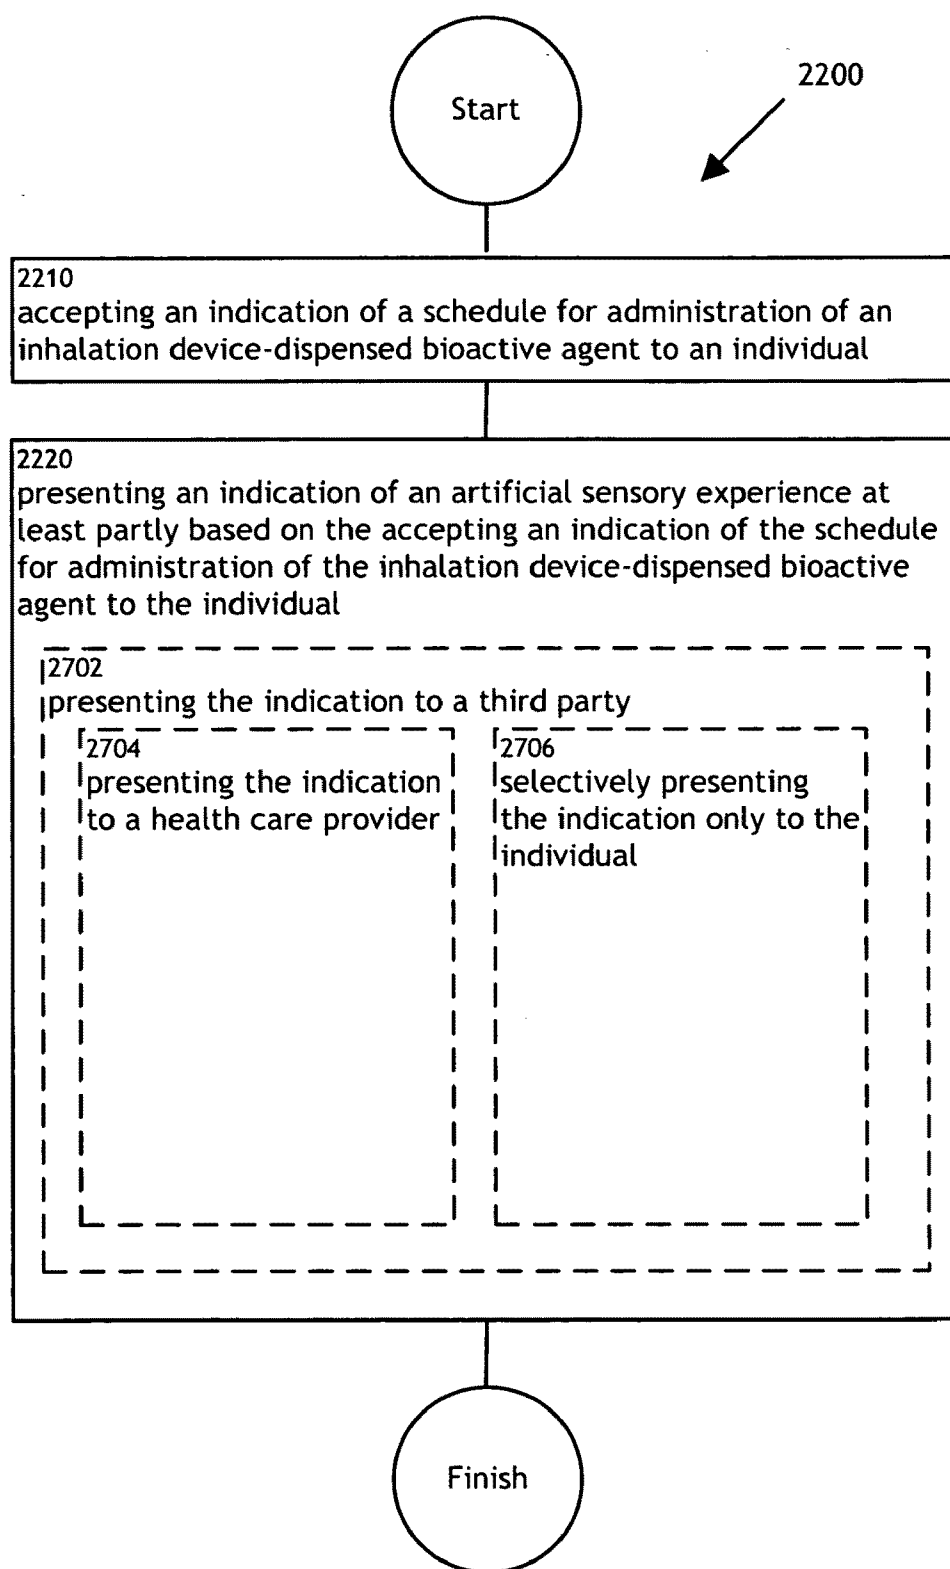 Start
2200
2210
accepting an indication of a schedule for administration of an
inhalation device-dispensed bioactive agent to an individual
2220
presenting an indication of an artificial sensory experience at
least partly based on the accepting an indication of the schedule
for administration of the inhalation device-dispensed bioactive
agent to the individual
2702
presenting the indication to a third party
2704
presenting the indication
to a health care provider
2706
selectively presenting
the indication only to the
individual
Finish